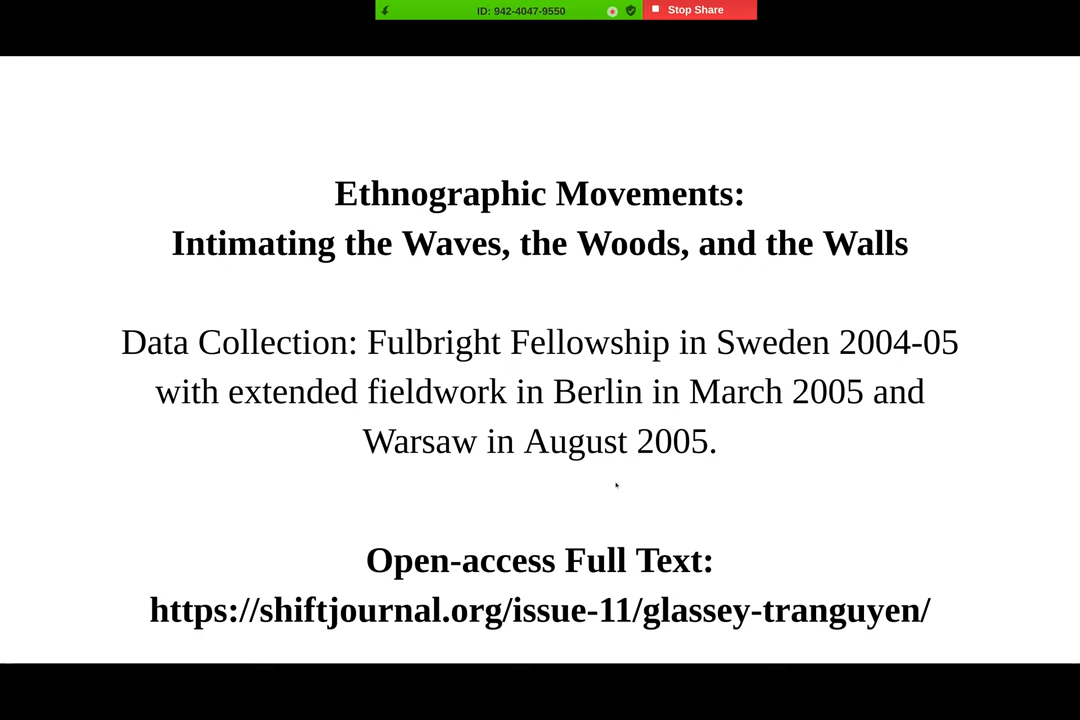 ID: 942-4047-9550
Stop Share
Ethnographic Movements:
Intimating the Waves, the Woods, and the Walls
Data Collection: Fulbright Fellowship in Sweden 2004-05
with extended fieldwork in Berlin in March 2005 and
Warsaw in August 2005.
Open-access Full Text:
https://shiftjournal.org/issue-11/glassey-tranguyen/